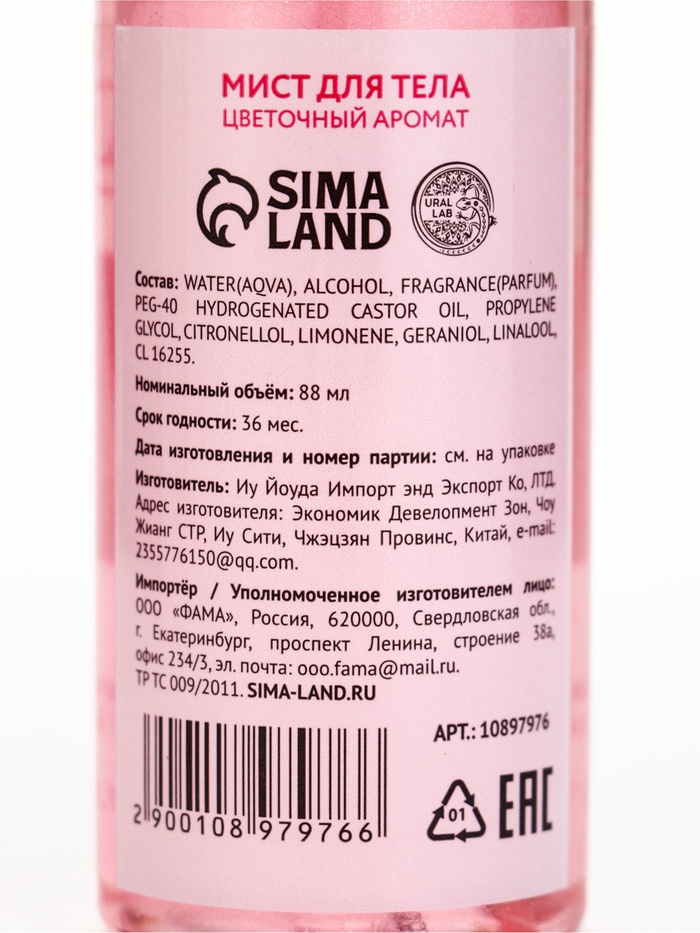 МИСТ ДЛЯ ТЕЛА
ЦВЕТОЧНЫЙ АРОМАТ
SIMA
LAND
URAL
LAB
Состав: WATER(AQVA), ALCOHOL, FRAGRANCE(PARFUM),
PEG-40 HYDROGENATED CASTOR OIL, PROPYLENE
GLYCOL, CITRONELLOL, LIMONENE, GERANIOL, LINALOOL,
CL 16255.
Номинальный объём: 88 мл
Срок годности: 36 мес.
Дата изготовления и номер партии: см. на упаковке
Изготовитель: Иу Йоуда Импорт энд Экспорт Ко, ЛТД.
Адрес изготовителя: Экономик Девелопмент Зон, Чоу
Жианг СТР, Иу Сити, Чжэцзян Провинс, Китай, e-mail:
2355776150@qq.com.
Импортёр / Уполномоченное изготовителем лицо:
ООО «ФАМА», Россия, 620000, Свердловская обл.,
г. Екатеринбург, проспект Ленина, строение 38а,
офис 234/3, эл. почта: ooo.fama@mail.ru.
ТР ТС 009/2011. SIMA-LAND.RU
АРТ.: 10897976
2 900108 979766
01
EAC